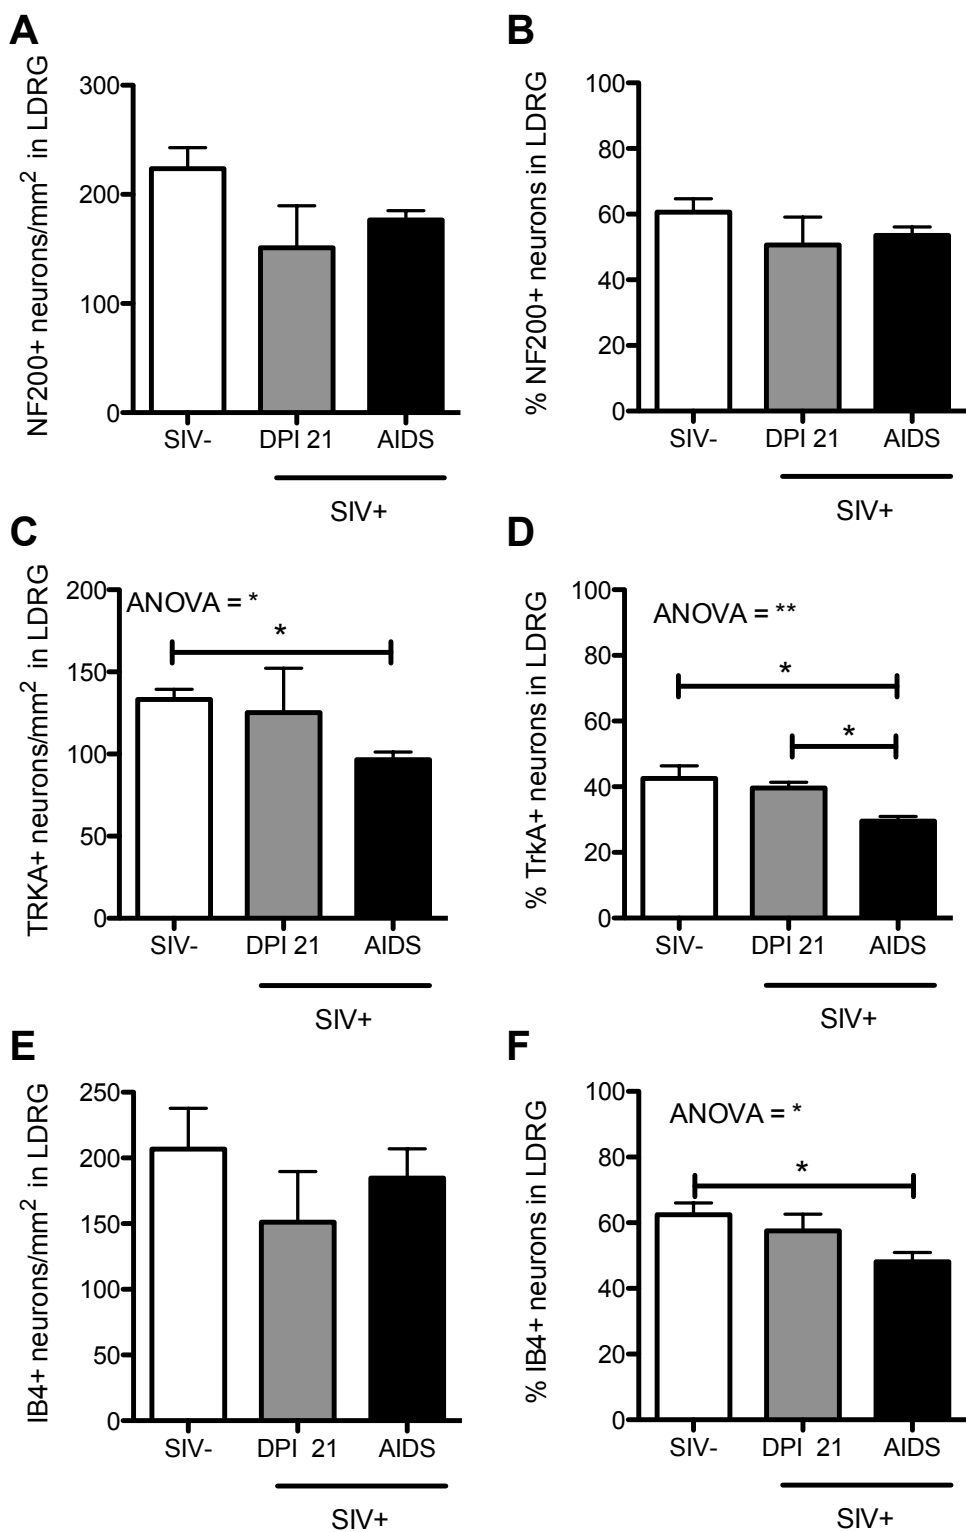 A
NF200+ neurons/mm² in LDRG
300
200
100
0
SIV-
DPI 21
AIDS
SIV+
B
% NF200+ neurons in LDRG
100
80
60
40
20
0
SIV-
DPI 21
AIDS
SIV+
C
TRKA+ neurons/mm² in LDRG
200
150
100
50
0
ANOVA = *
*
SIV-
DPI 21
AIDS
SIV+
D
% TrkA+ neurons in LDRG
100
80
60
40
20
0
ANOVA = **
*
*
SIV-
DPI 21
AIDS
SIV+
E
IB4+ neurons/mm² in LDRG
250
200
150
100
50
0
SIV-
DPI 21
AIDS
SIV+
F
% IB4+ neurons in LDRG
100
80
60
40
20
0
ANOVA = *
*
SIV-
DPI 21
AIDS
SIV+